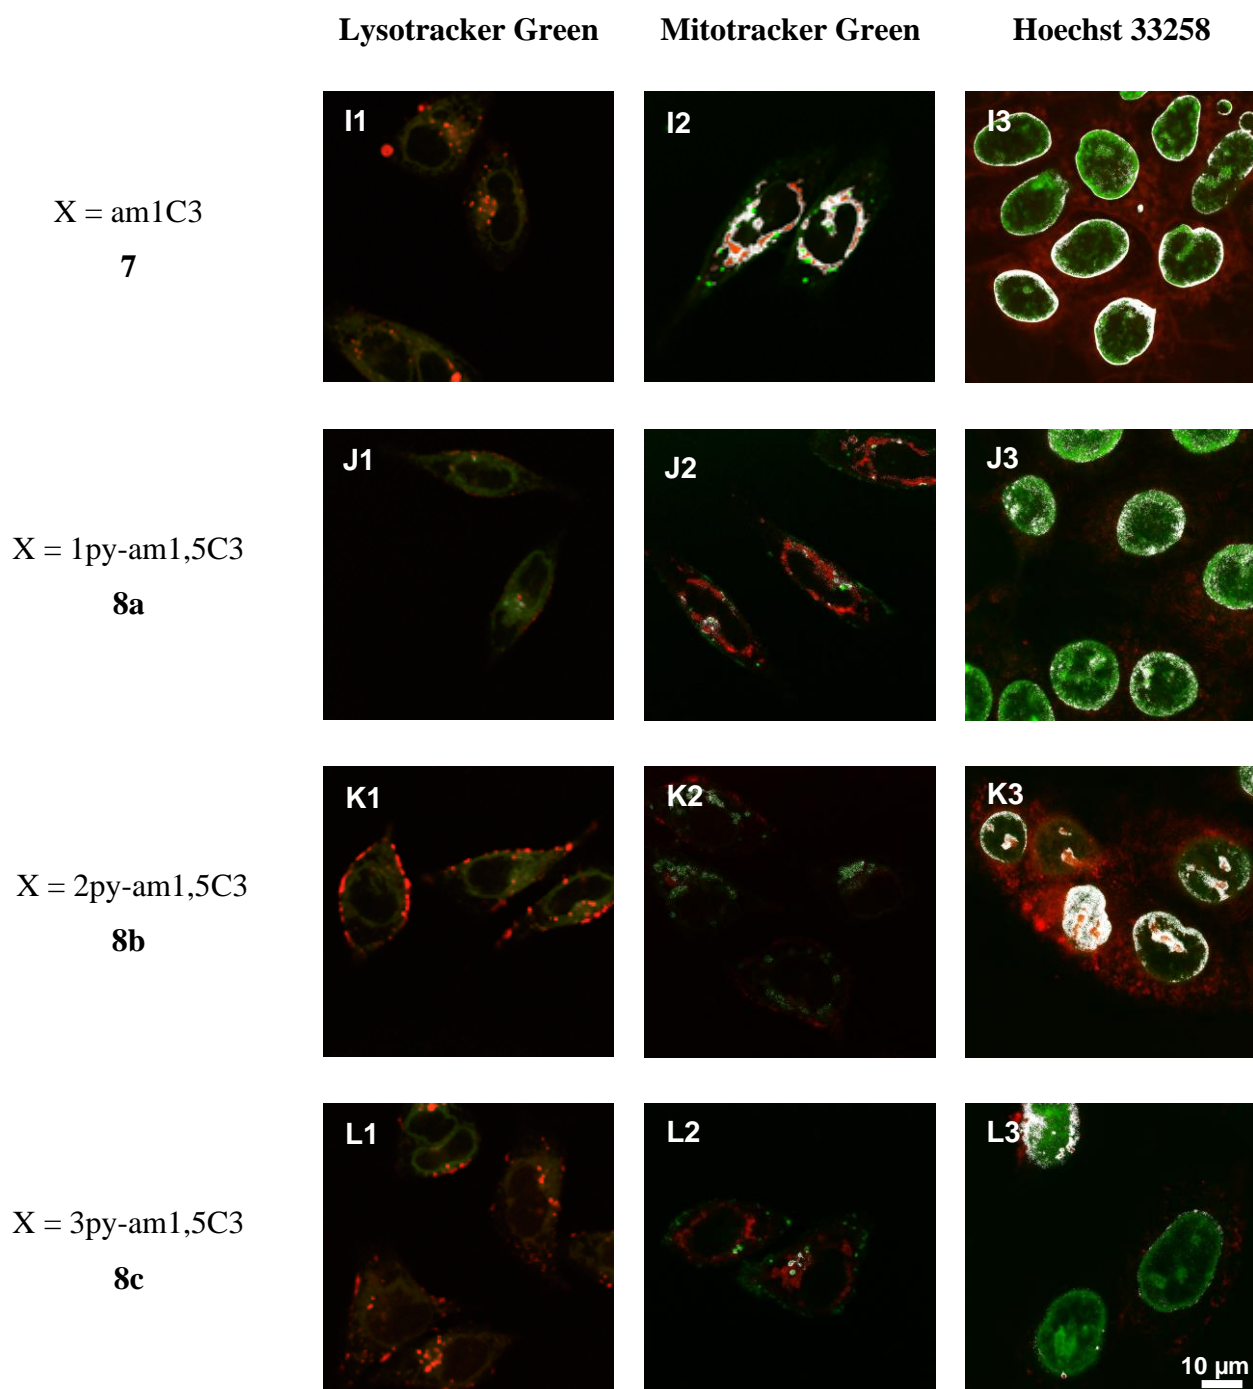 Lysotracker Green Mitotracker Green Hoechst 33258
I1 I2 I3
X = am1C3
7
J1 J2 J3
X = 1py-am1,5C3
8a
K1 K2 K3
X = 2py-am1,5C3
8b
L1 L2 L3
X = 3py-am1,5C3
8c
10 µm